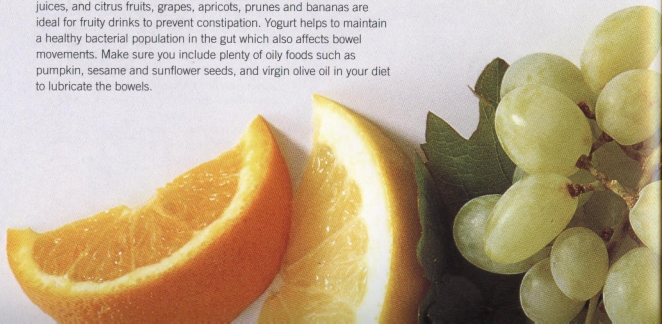 juices, and citrus fruits, grapes, apricots, prunes and bananas are
ideal for fruity drinks to prevent constipation. Yogurt helps to maintain
a healthy bacterial population in the gut which also affects bowel
movements. Make sure you include plenty of oily foods such as
pumpkin, sesame and sunflower seeds, and virgin olive oil in your diet
to lubricate the bowels.